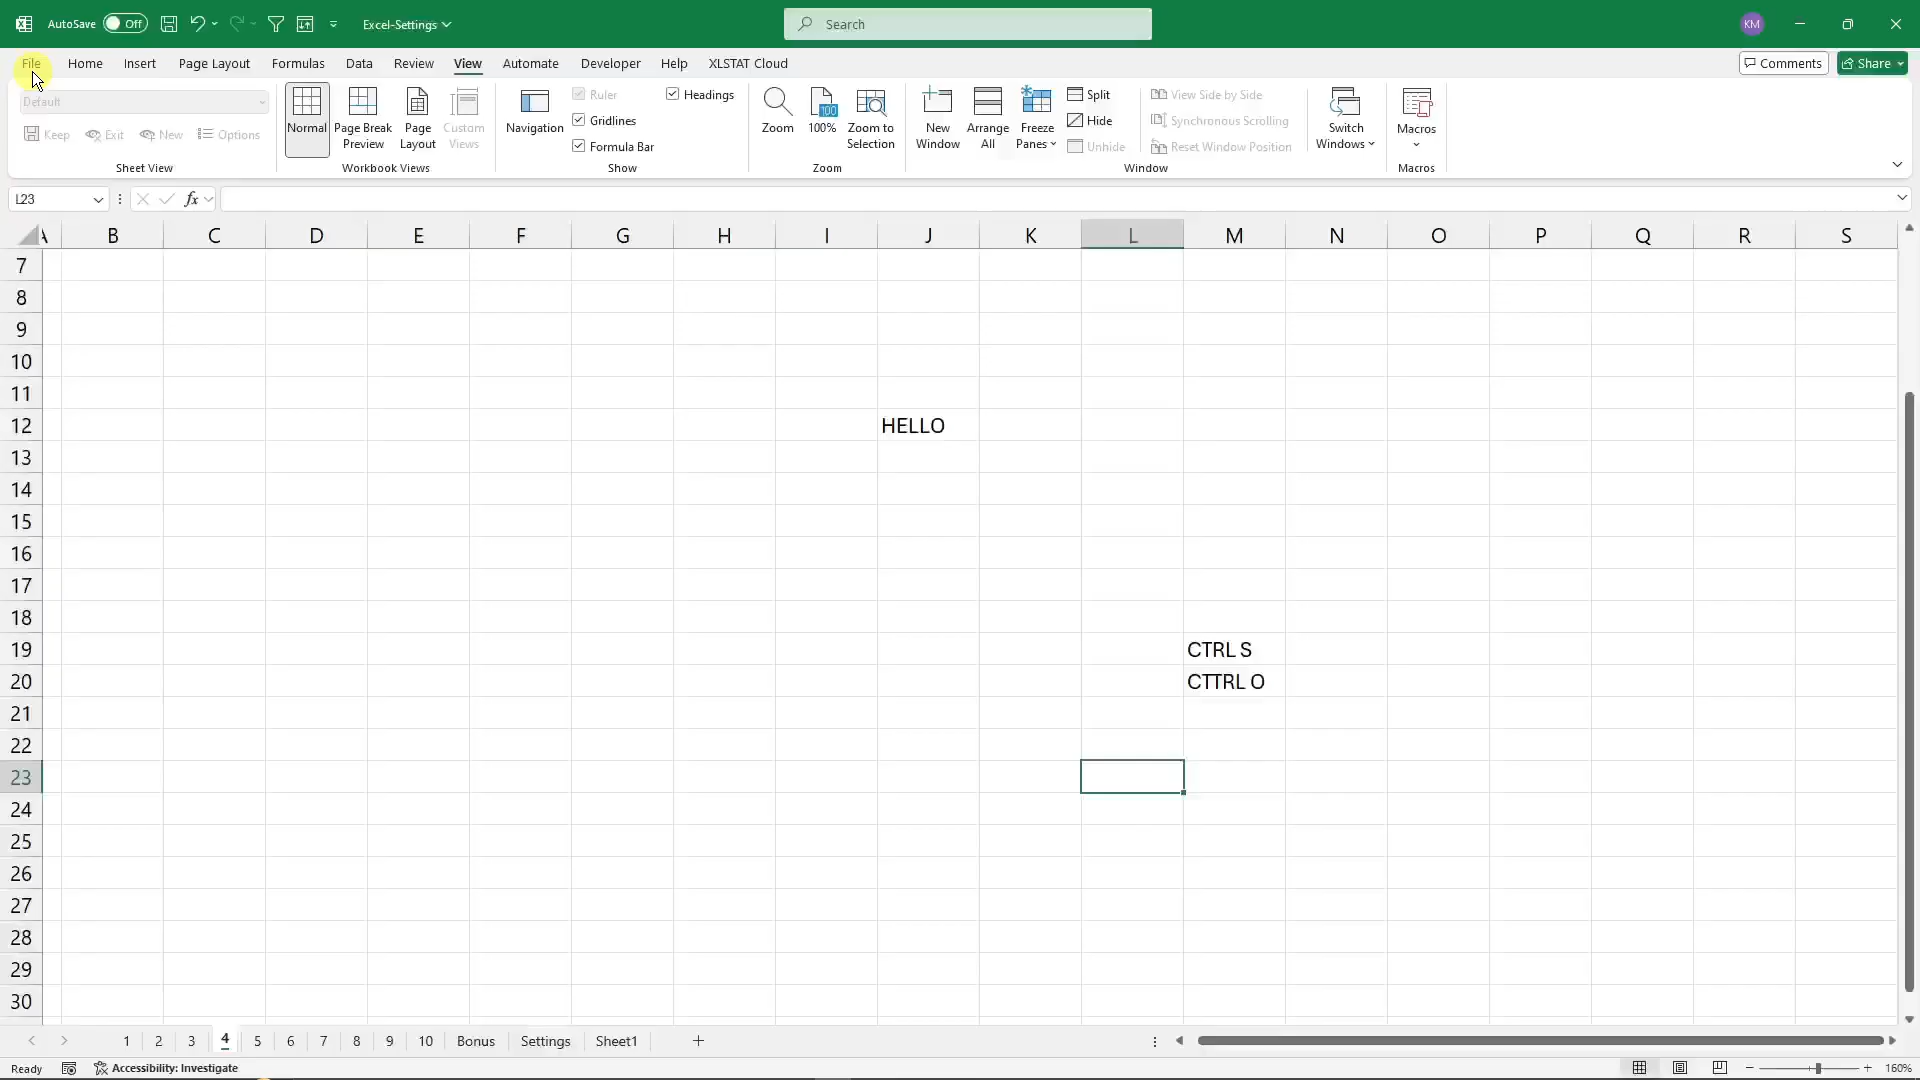 AutoSave Off Excel-Settings Search KM
File Home Insert Page Layout Formulas Data Review View Automate Developer Help XLSTAT Cloud Comments Share
Default
Keep Exit New Options
Sheet View
Normal
Page Break Preview
Page Layout
Custom Views
Workbook Views
Navigation
Ruler
Gridlines
Formula Bar
Headings
Show
Zoom
100
100%
Zoom to Selection
Zoom
New Window
Arrange All
Freeze Panes
Split
Hide
Unhide
View Side by Side
Synchronous Scrolling
Reset Window Position
Window
Switch Windows
Macros
Macros
L23 fx
A B C D E F G H I J K L M N O P Q R S
7
8
9
10
11
12 HELLO
13
14
15
16
17
18
19 CTRL S
20 CTTRL O
21
22
23
24
25
26
27
28
29
30
1 2 3 4 5 6 7 8 9 10 Bonus Settings Sheet1
Ready Accessibility: Investigate 160%